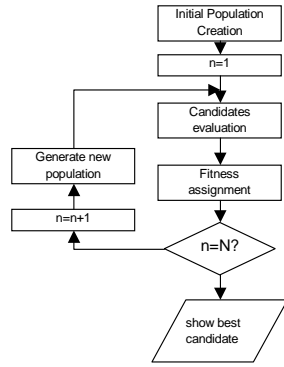 Initial Population
Creation
n=1
Candidates
evaluation
Generate new
population
Fitness
assignment
n=n+1
n=N?
show best
candidate